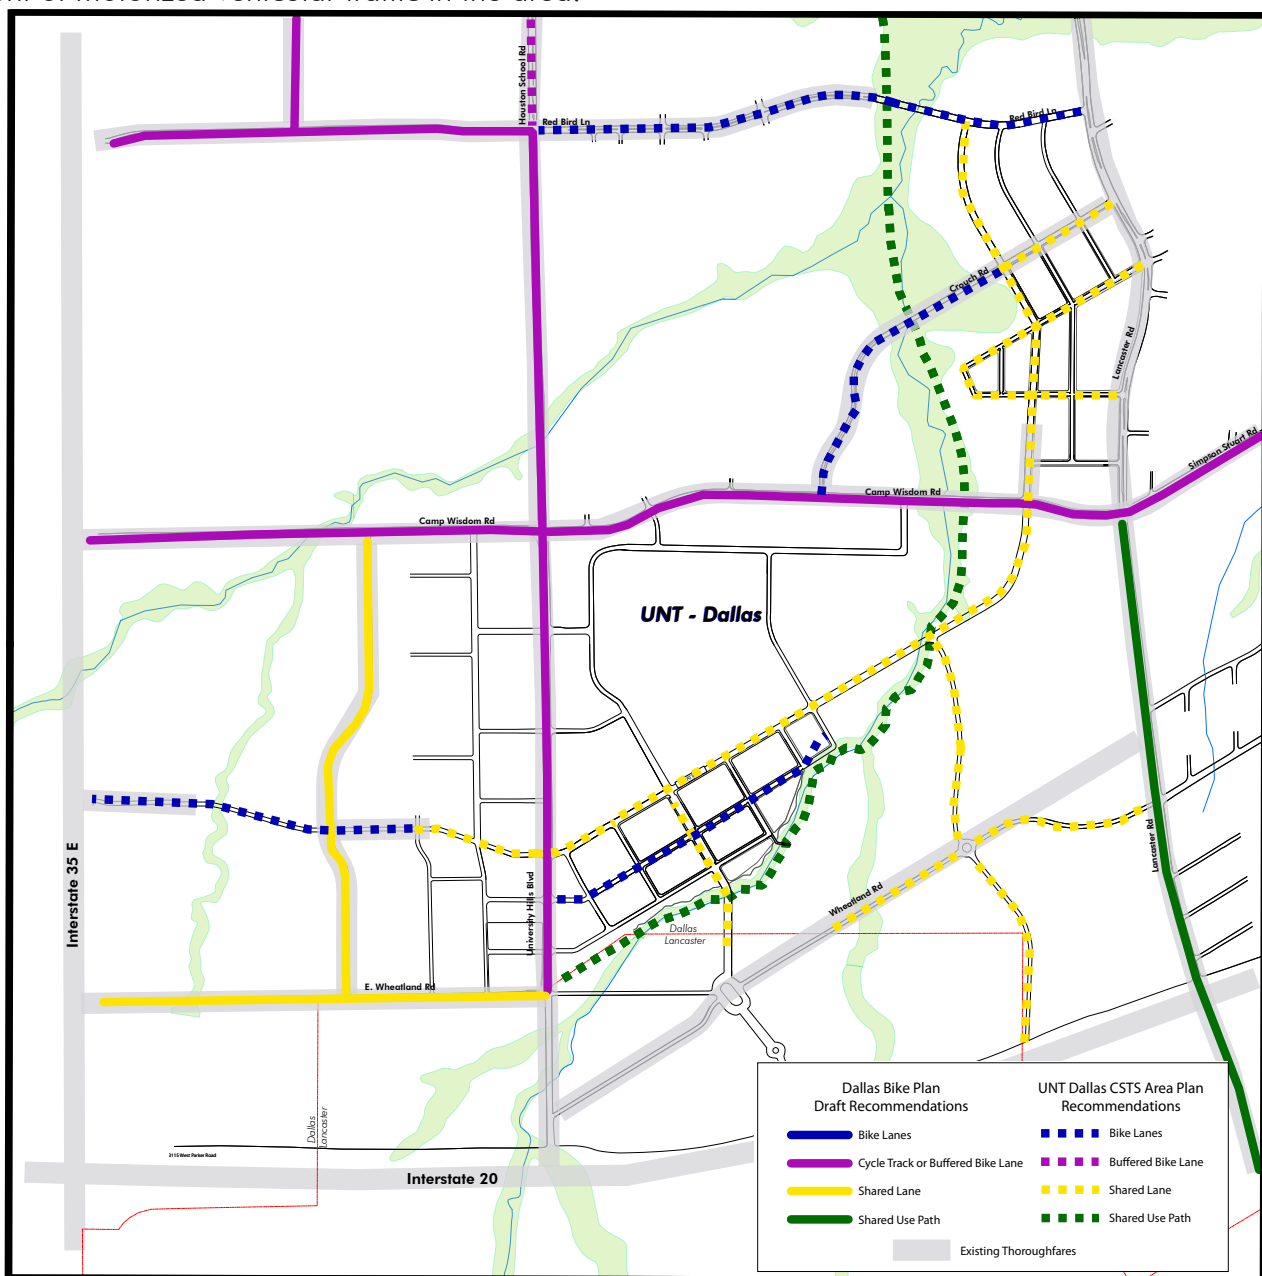 Houston School Rd
Red Bird Ln
Red Bird Ln
Crouch Rd
Lancaster Rd
Simpson Stuart Rd
Camp Wisdom Rd
Camp Wisdom Rd
UNT - Dallas
Interstate 35 E
University Hills Blvd
Lancaster Rd
Wheatland Rd
Dallas
Lancaster
E. Wheatland Rd
Dallas
Lancaster
3115 West Parker Road
Interstate 20
Dallas Bike Plan
Draft Recommendations
Bike Lanes
Cycle Track or Buffered Bike Lane
Shared Lane
Shared Use Path
UNT Dallas CSTS Area Plan
Recommendations
Bike Lanes
Buffered Bike Lane
Shared Lane
Shared Use Path
Existing Thoroughfares